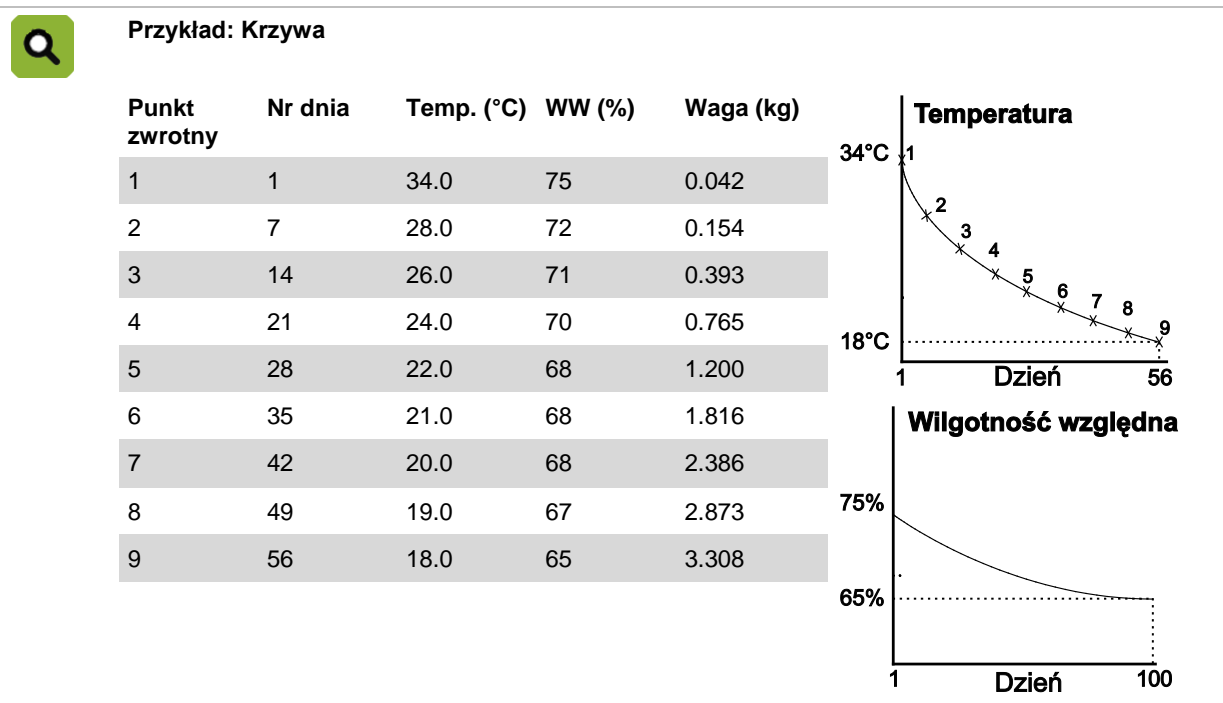 Przykład: Krzywa
Punkt zwrotny Nr dnia Temp. (°C) WW (%) Waga (kg)
1 1 34.0 75 0.042
2 7 28.0 72 0.154
3 14 26.0 71 0.393
4 21 24.0 70 0.765
5 28 22.0 68 1.200
6 35 21.0 68 1.816
7 42 20.0 68 2.386
8 49 19.0 67 2.873
9 56 18.0 65 3.308
Temperatura
34°C 1
2
3
4
5
6
7
8
18°C 9
1 Dzień 56
Wilgotność względna
75%
65%
1 Dzień 100